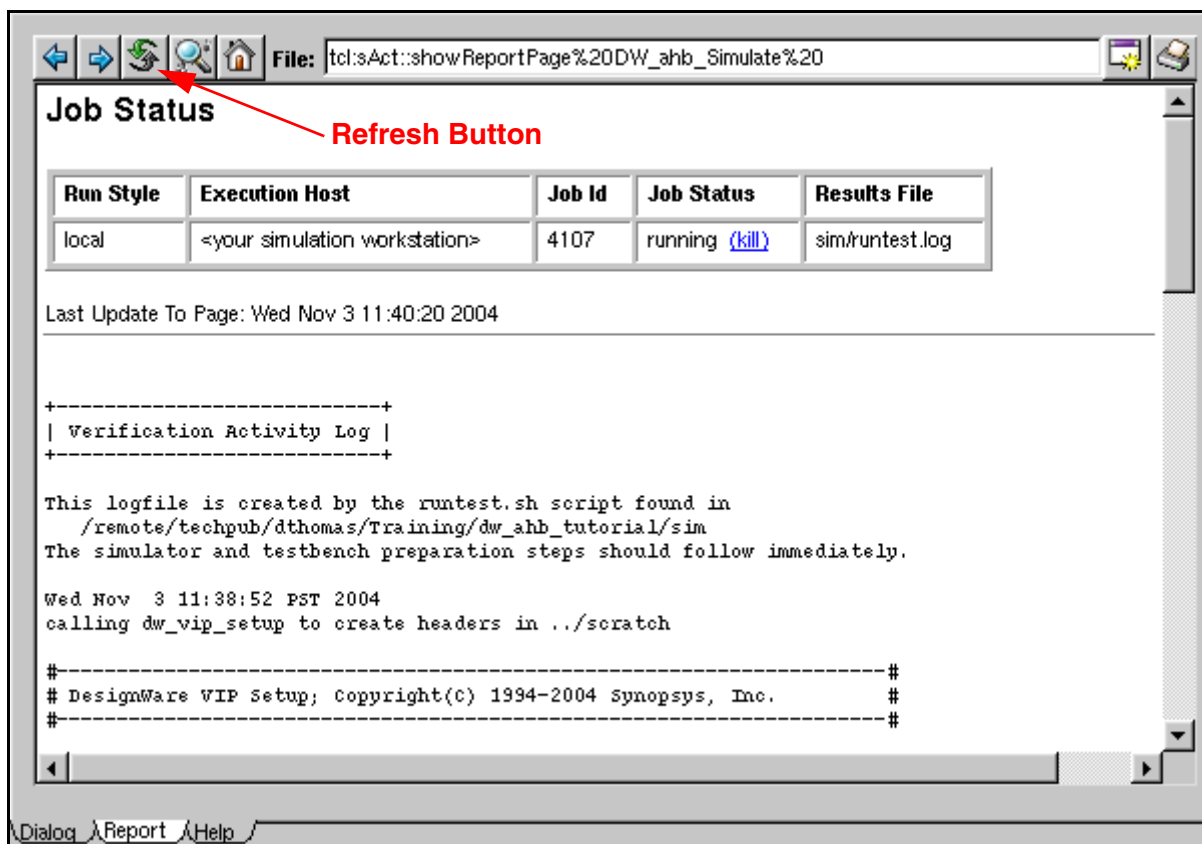 File: tcl:sAct::showReportPage%20DW_ahb_Simulate%20
Job Status
Refresh Button
Run Style Execution Host Job Id Job Status Results File
local <your simulation workstation> 4107 running (kill) sim/runtest.log
Last Update To Page: Wed Nov 3 11:40:20 2004
+---------------------------+
| Verification Activity Log |
+---------------------------+
This logfile is created by the runtest.sh script found in
/remote/techpub/dthomas/Training/dw_ahb_tutorial/sim
The simulator and testbench preparation steps should follow immediately.
Wed Nov  3 11:38:52 PST 2004
calling dw_vip_setup to create headers in ../scratch
#---------------------------------------------------------------------#
# DesignWare VIP Setup; Copyright(C) 1994-2004 Synopsys, Inc. #
#---------------------------------------------------------------------#
Dialog Report Help